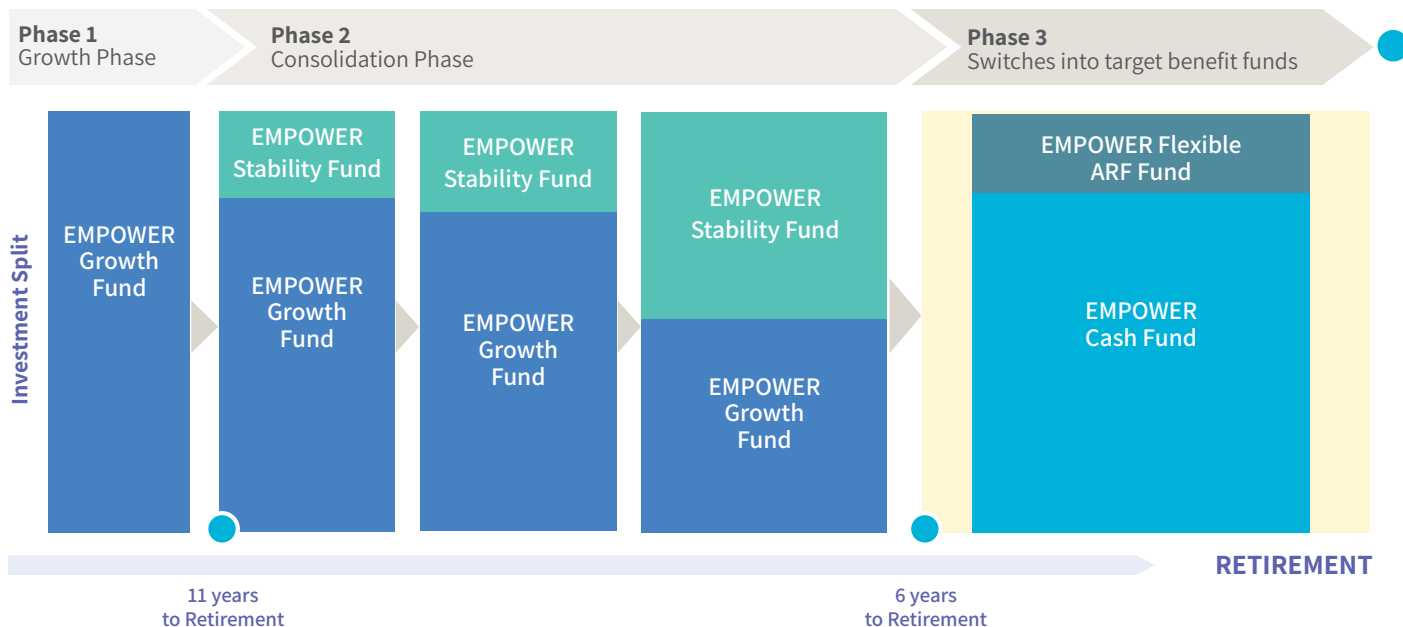 Phase 1
Growth Phase
Phase 2
Consolidation Phase
Phase 3
Switches into target benefit funds
Investment Split
EMPOWER
Growth
Fund
EMPOWER
Stability Fund
EMPOWER
Growth
Fund
EMPOWER
Stability Fund
EMPOWER
Growth
Fund
EMPOWER
Stability Fund
EMPOWER
Growth
Fund
EMPOWER Flexible
ARF Fund
EMPOWER
Cash Fund
RETIREMENT
11 years
to Retirement
6 years
to Retirement